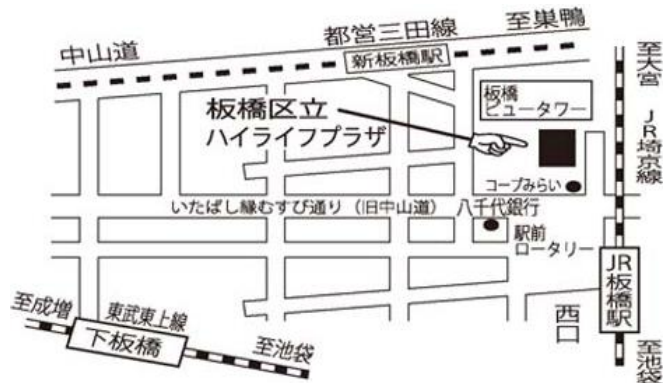 中山道
都営三田線
至巣鴨
新板橋駅
至大宮
JR埼京線
板橋区立
ハイライフプラザ
板橋
ビュータワー
コープみらい
いたばし縁むすび通り（旧中山道）
八千代銀行
駅前
ロータリー
JR板橋駅
西口
至池袋
至成増
東武東上線
下板橋
至池袋